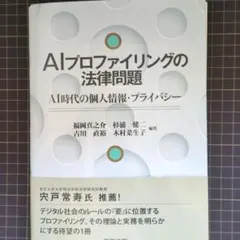 AIプロファイリングの
法律問題
AI時代の個人情報・プライバシー
福岡真之介 杉浦健二
古川直裕 木村菜生子 編著
宍戸常寿氏 推薦！
デジタル社会のルールの「要」に位置する
プロファイリング、その理論と実務を明らか
にする待望の1冊